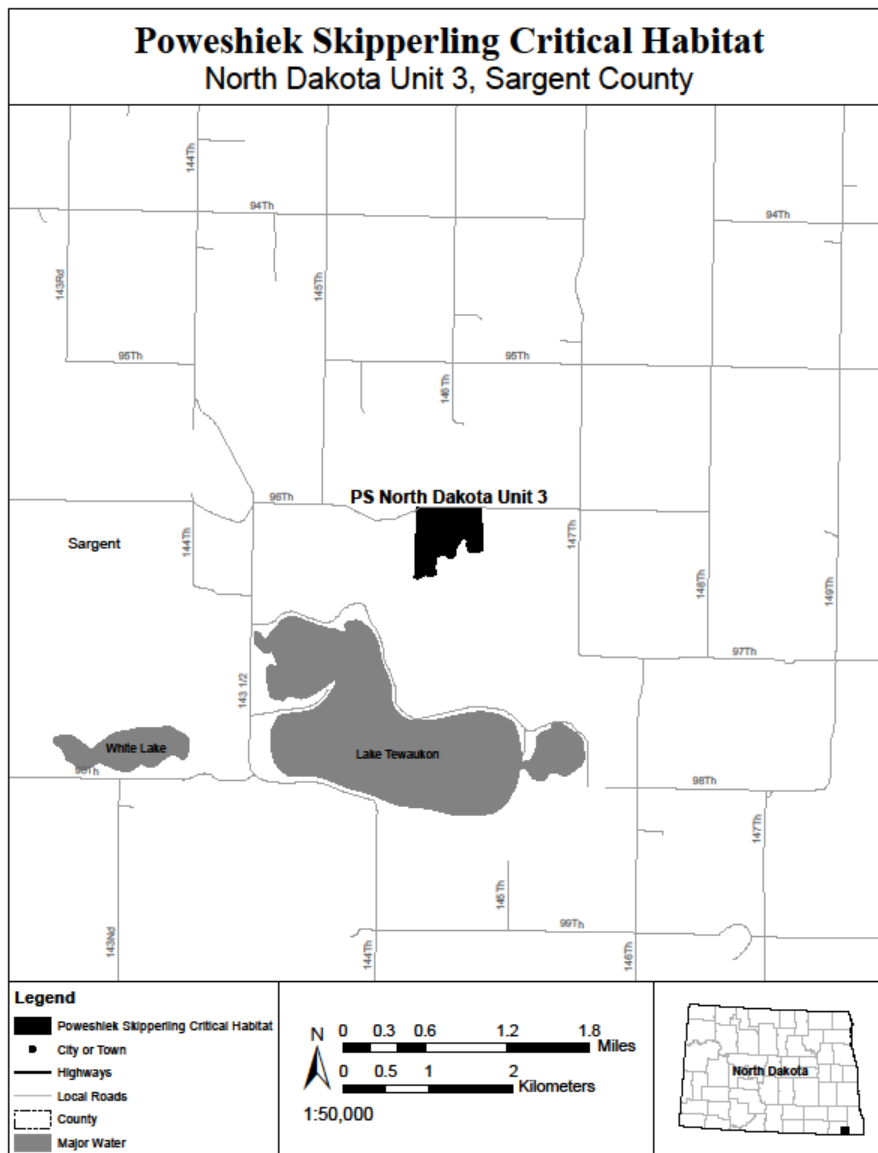 Poweshiek Skipperling Critical Habitat
North Dakota Unit 3, Sargent County
144Th
94Th
94Th
143Rd
145Th
95Th
95Th
146Th
96Th
PS North Dakota Unit 3
Sargent
144Th
147Th
148Th
149Th
97Th
143 1/2
White Lake
Lake Tewaukon
98Th
98Th
147Th
145Th
99Th
143Nd
144Th
146Th
Legend
Poweshiek Skipperling Critical Habitat
City or Town
Highways
Local Roads
County
Major Water
N
0 0.3 0.6 1.2 1.8
Miles
0 0.5 1 2
Kilometers
1:50,000
North Dakota